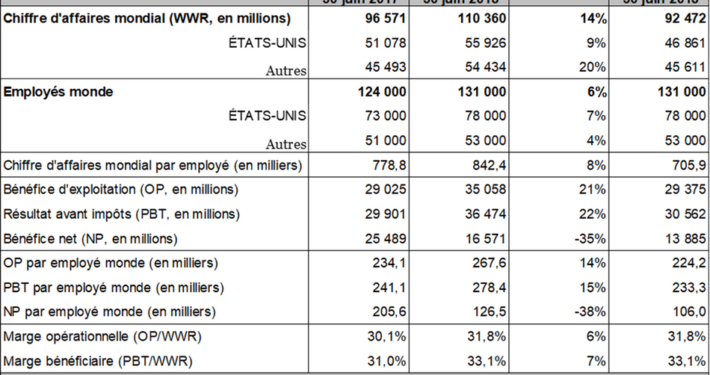 30 juin 2017 30 juin 2018 30 juin 2018
Chiffre d'affaires mondial (WWR, en millions) 96 571 110 360 14% 92 472
ÉTATS-UNIS 51 078 55 926 9% 46 861
Autres 45 493 54 434 20% 45 611
Employés monde 124 000 131 000 6% 131 000
ÉTATS-UNIS 73 000 78 000 7% 78 000
Autres 51 000 53 000 4% 53 000
Chiffre d'affaires mondial par employé (en milliers) 778,8 842,4 8% 705,9
Bénéfice d'exploitation (OP, en millions) 29 025 35 058 21% 29 375
Résultat avant impôts (PBT, en millions) 29 901 36 474 22% 30 562
Bénéfice net (NP, en millions) 25 489 16 571 -35% 13 885
OP par employé monde (en milliers) 234,1 267,6 14% 224,2
PBT par employé monde (en milliers) 241,1 278,4 15% 233,3
NP par employé monde (en milliers) 205,6 126,5 -38% 106,0
Marge opérationnelle (OP/WWR) 30,1% 31,8% 6% 31,8%
Marge bénéficiaire (PBT/WWR) 31,0% 33,1% 7% 33,1%